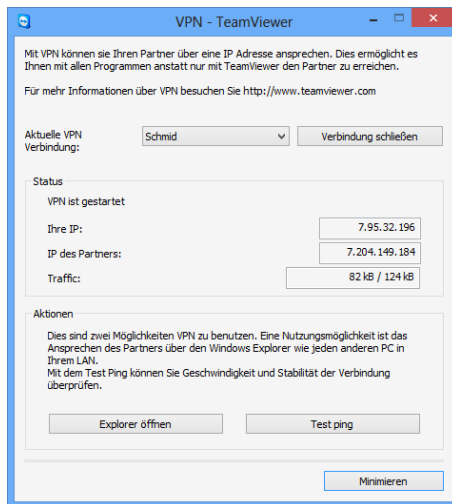 VPN - TeamViewer
Mit VPN können sie Ihren Partner über eine IP Adresse ansprechen. Dies ermöglicht es
Ihnen mit allen Programmen anstatt nur mit TeamViewer den Partner zu erreichen.
Für mehr Informationen über VPN besuchen Sie http://www.teamviewer.com
Aktuelle VPN
Verbindung:
Schmid
Verbindung schließen
Status
VPN ist gestartet
Ihre IP:
7.95.32.196
IP des Partners:
7.204.149.184
Traffic:
82 kB / 124 kB
Aktionen
Dies sind zwei Möglichkeiten VPN zu benutzen. Eine Nutzungsmöglichkeit ist das
Ansprechen des Partners über den Windows Explorer wie jeden anderen PC in
Ihrem LAN.
Mit dem Test Ping können Sie Geschwindigkeit und Stabilität der Verbindung
überprüfen.
Explorer öffnen
Test ping
Minimieren